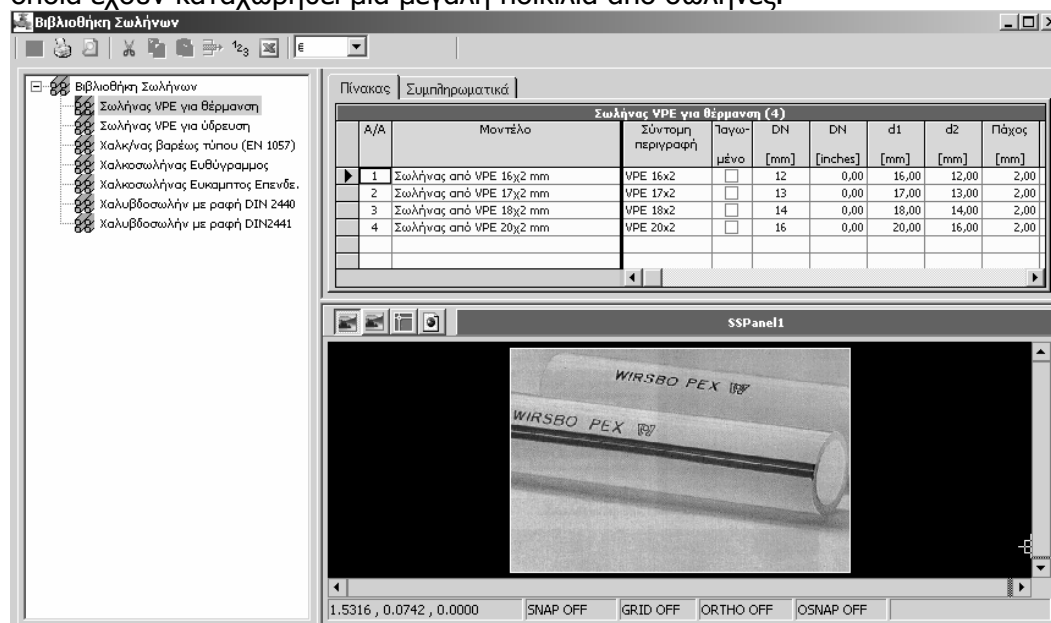 οποία έχουν καταχωρηθεί μια μεγάλη ποικιλία από σωλήνες.
Βιβλιοθήκη Σωλήνων
1²3 €
Βιβλιοθήκη Σωλήνων
Σωλήνας VPE για θέρμανση
Σωλήνας VPE για ύδρευση
Χαλκ/νας βαρέως τύπου (EN 1057)
Χαλκοσωλήνας Ευθύγραμμος
Χαλκοσωλήνας Ευκαμπτος Επενδε.
Χαλυβδοσωλήν με ραφή DIN 2440
Χαλυβδοσωλήν με ραφή DIN2441
Πίνακας Συμπληρωματικά
Σωλήνας VPE για θέρμανση (4)
Α/Α Μοντέλο Σύντομη περιγραφή Παγω-μένο DN [mm] DN [inches] d1 [mm] d2 [mm] Πάχος [mm]
1 Σωλήνας από VPE 16χ2 mm VPE 16x2 12 0,00 16,00 12,00 2,00
2 Σωλήνας από VPE 17χ2 mm VPE 17x2 13 0,00 17,00 13,00 2,00
3 Σωλήνας από VPE 18χ2 mm VPE 18x2 14 0,00 18,00 14,00 2,00
4 Σωλήνας από VPE 20χ2 mm VPE 20x2 16 0,00 20,00 16,00 2,00
SSPanel1
WIRSBO PEX
WIRSBO PEX
1.5316 , 0.0742 , 0.0000 SNAP OFF GRID OFF ORTHO OFF OSNAP OFF